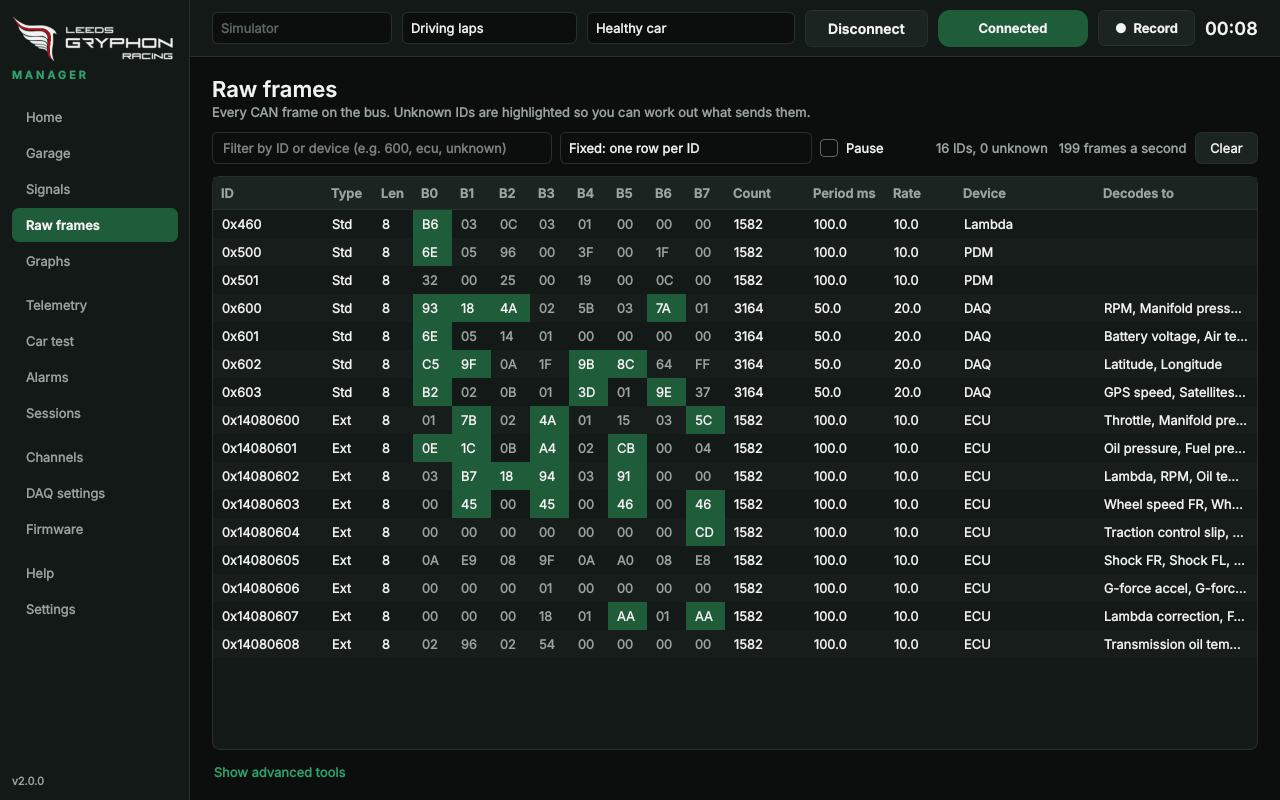 LEEDS
GRYPHON
RACING
MANAGER
Simulator
Driving laps
Healthy car
Disconnect
Connected
Record
00:08
Home
Garage
Signals
Raw frames
Graphs
Telemetry
Car test
Alarms
Sessions
Channels
DAQ settings
Firmware
Help
Settings
v2.0.0
Raw frames
Every CAN frame on the bus. Unknown IDs are highlighted so you can work out what sends them.
Filter by ID or device (e.g. 600, ecu, unknown)
Fixed: one row per ID
Pause
16 IDs, 0 unknown 199 frames a second
Clear
ID Type Len B0 B1 B2 B3 B4 B5 B6 B7 Count Period ms Rate Device Decodes to
0x460 Std 8 B6 03 0C 03 01 00 00 00 1582 100.0 10.0 Lambda
0x500 Std 8 6E 05 96 00 3F 00 1F 00 1582 100.0 10.0 PDM
0x501 Std 8 32 00 25 00 19 00 0C 00 1582 100.0 10.0 PDM
0x600 Std 8 93 18 4A 02 5B 03 7A 01 3164 50.0 20.0 DAQ RPM, Manifold press...
0x601 Std 8 6E 05 14 01 00 00 00 00 3164 50.0 20.0 DAQ Battery voltage, Air te...
0x602 Std 8 C5 9F 0A 1F 9B 8C 64 FF 3164 50.0 20.0 DAQ Latitude, Longitude
0x603 Std 8 B2 02 0B 01 3D 01 9E 37 3164 50.0 20.0 DAQ GPS speed, Satellites...
0x14080600 Ext 8 01 7B 02 4A 01 15 03 5C 1582 100.0 10.0 ECU Throttle, Manifold pre...
0x14080601 Ext 8 0E 1C 0B A4 02 CB 00 04 1582 100.0 10.0 ECU Oil pressure, Fuel pre...
0x14080602 Ext 8 03 B7 18 94 03 91 00 00 1582 100.0 10.0 ECU Lambda, RPM, Oil te...
0x14080603 Ext 8 00 45 00 45 00 46 00 46 1582 100.0 10.0 ECU Wheel speed FR, Wh...
0x14080604 Ext 8 00 00 00 00 00 00 00 CD 1582 100.0 10.0 ECU Traction control slip, ...
0x14080605 Ext 8 0A E9 08 9F 0A A0 08 E8 1582 100.0 10.0 ECU Shock FR, Shock FL, ...
0x14080606 Ext 8 00 00 00 01 00 00 00 00 1582 100.0 10.0 ECU G-force accel, G-forc...
0x14080607 Ext 8 00 00 00 18 01 AA 01 AA 1582 100.0 10.0 ECU Lambda correction, F...
0x14080608 Ext 8 02 96 02 54 00 00 00 00 1582 100.0 10.0 ECU Transmission oil tem...
Show advanced tools